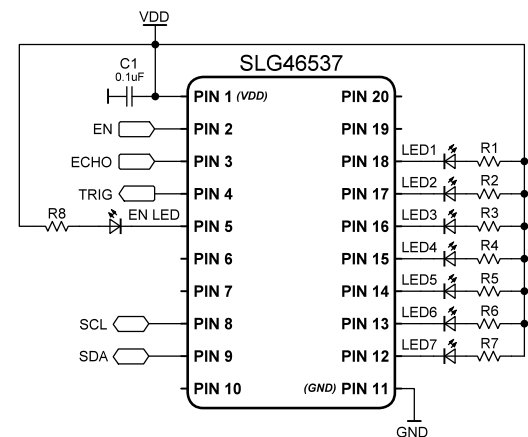 VDD
SLG46537
C1
0.1uF
PIN 1 (VDD) PIN 20
EN PIN 2 PIN 19
ECHO PIN 3 PIN 18 LED1 R1
TRIG PIN 4 PIN 17 LED2 R2
R8 EN LED PIN 5 PIN 16 LED3 R3
PIN 6 PIN 15 LED4 R4
PIN 7 PIN 14 LED5 R5
SCL PIN 8 PIN 13 LED6 R6
SDA PIN 9 PIN 12 LED7 R7
PIN 10 (GND) PIN 11
GND